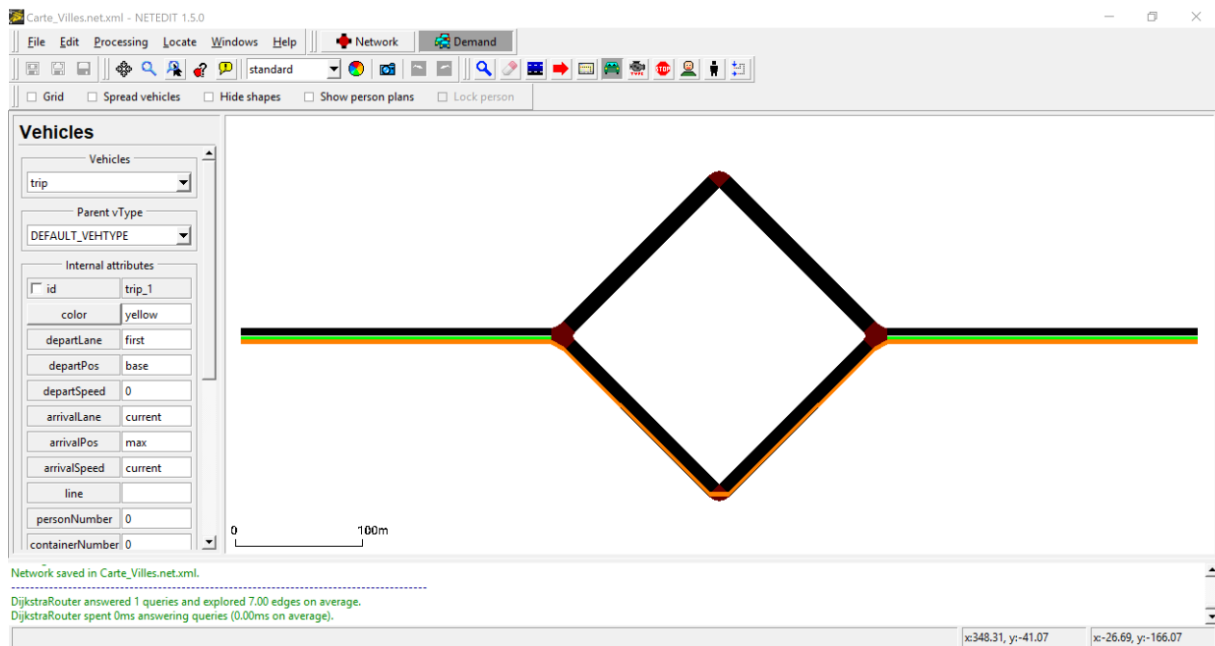 Carte_Villes.net.xml - NETEDIT 1.5.0
File Edit Processing Locate Windows Help Network Demand
standard
Grid Spread vehicles Hide shapes Show person plans Lock person
Vehicles
Vehicles
trip
Parent vType
DEFAULT_VEHTYPE
Internal attributes
id trip_1
color yellow
departLane first
departPos base
departSpeed 0
arrivalLane current
arrivalPos max
arrivalSpeed current
line
personNumber 0
containerNumber 0
0 100m
Network saved in Carte_Villes.net.xml.
DijkstraRouter answered 1 queries and explored 7.00 edges on average.
DijkstraRouter spent 0ms answering queries (0.00ms on average).
x:348.31, y:-41.07 x:-26.69, y:-166.07